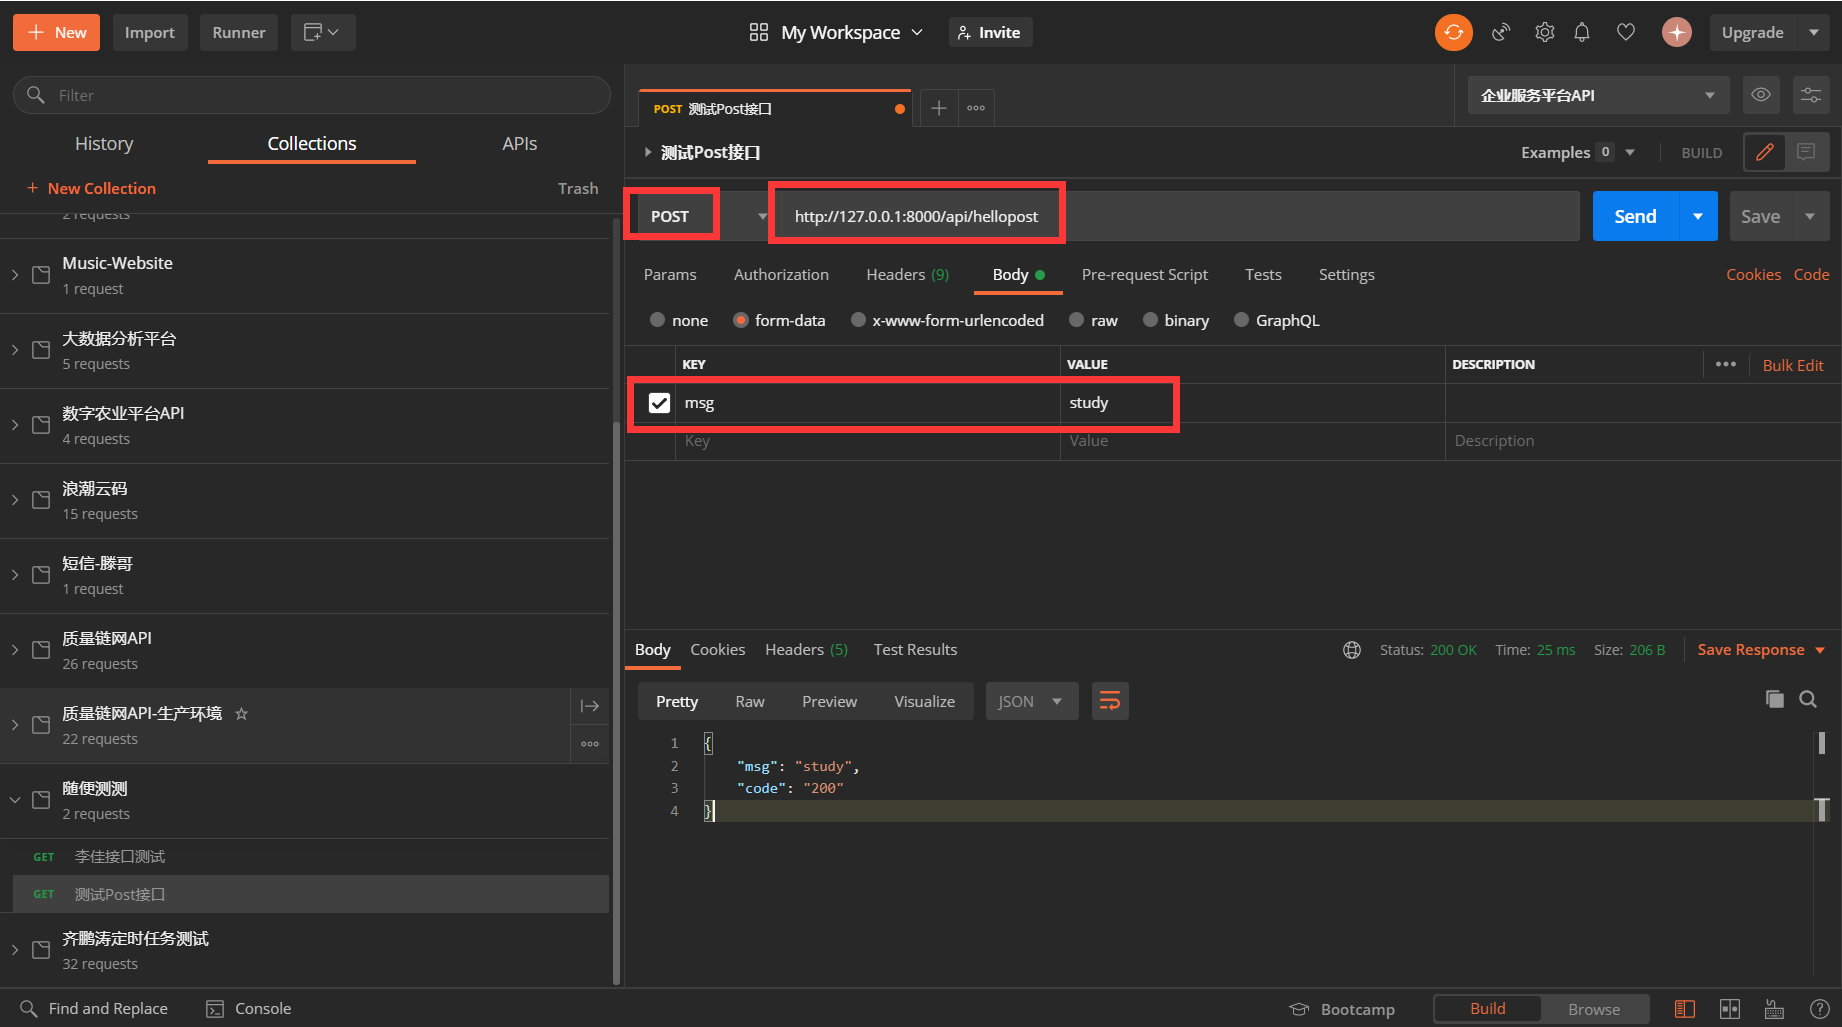 New
Import
Runner
My Workspace
Invite
Upgrade
Filter
History
Collections
APIs
+ New Collection
Trash
2 requests
Music-Website
1 request
大数据分析平台
5 requests
数字农业平台API
4 requests
浪潮云码
15 requests
短信-滕哥
1 request
质量链网API
26 requests
质量链网API-生产环境
22 requests
随便测测
2 requests
GET 李佳接口测试
GET 测试Post接口
齐鹏涛定时任务测试
32 requests
POST 测试Post接口
企业服务平台API
测试Post接口
Examples 0
BUILD
POST
http://127.0.0.1:8000/api/hellopost
Send
Save
Params
Authorization
Headers (9)
Body
Pre-request Script
Tests
Settings
Cookies
Code
none
form-data
x-www-form-urlencoded
raw
binary
GraphQL
KEY
VALUE
DESCRIPTION
Bulk Edit
msg
study
Key
Value
Description
Body
Cookies
Headers (5)
Test Results
Status: 200 OK
Time: 25 ms
Size: 206 B
Save Response
Pretty
Raw
Preview
Visualize
JSON
1 {
2 "msg": "study",
3 "code": "200"
4 }
Find and Replace
Console
Bootcamp
Build
Browse